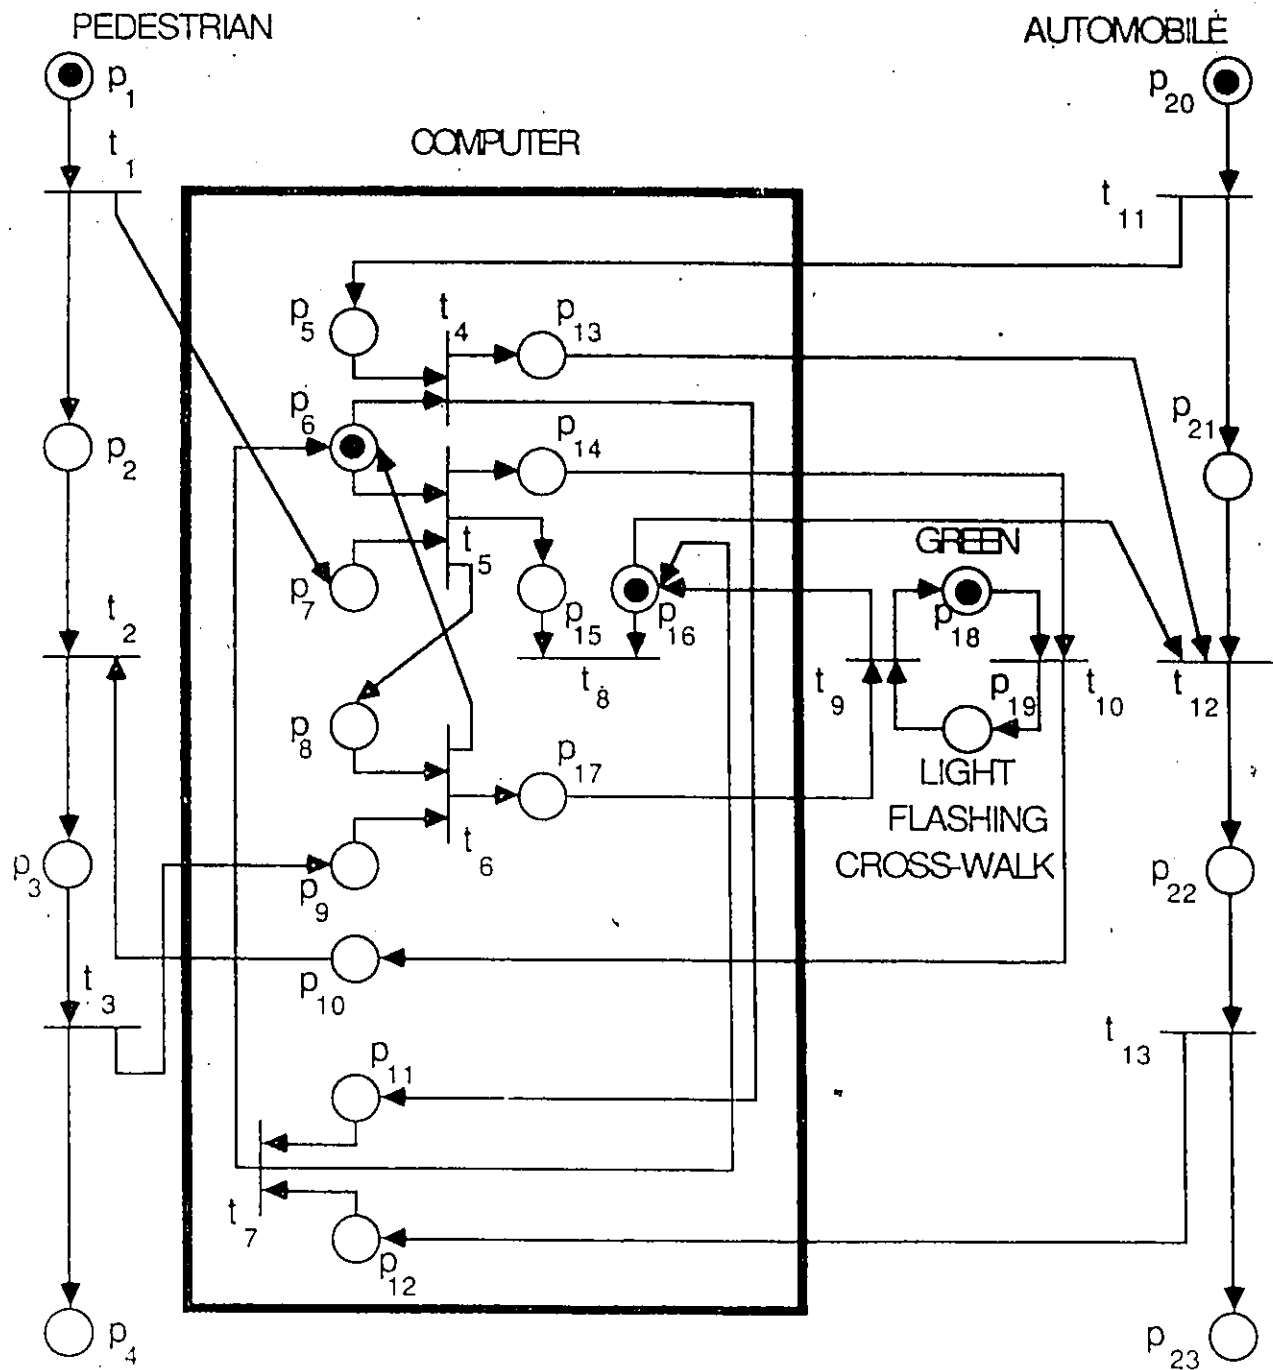 PEDESTRIAN
AUTOMOBILE
p1
p20
COMPUTER
t1
t11
p5
t4
p13
p6
p14
p21
p2
GREEN
t5
p7
p15
p16
p18
t2
t8
t9
p19
t10
t12
p8
p17
LIGHT
FLASHING
CROSS-WALK
t6
p3
p9
p22
p10
t3
t13
p11
t7
p12
p4
p23